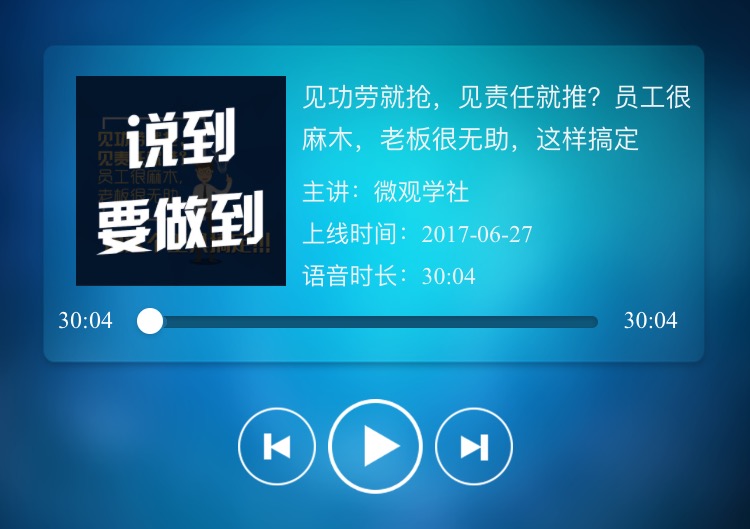 说到
要做到
见功劳就抢，见责任就推？员工很
麻木，老板很无助，这样搞定
主讲：微观学社
上线时间：2017-06-27
语音时长：30:04
30:04
30:04